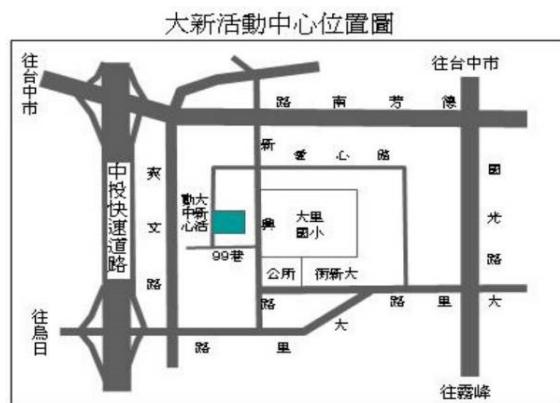 大新活動中心位置圖
往台中市
往台中市
路南芳德
新興路
愛心路
中投快速道路
爽文路
大新活
動中心
大里
國小
國光路
99巷
公所
街新大
往烏日
路里大
路里大
往霧峰